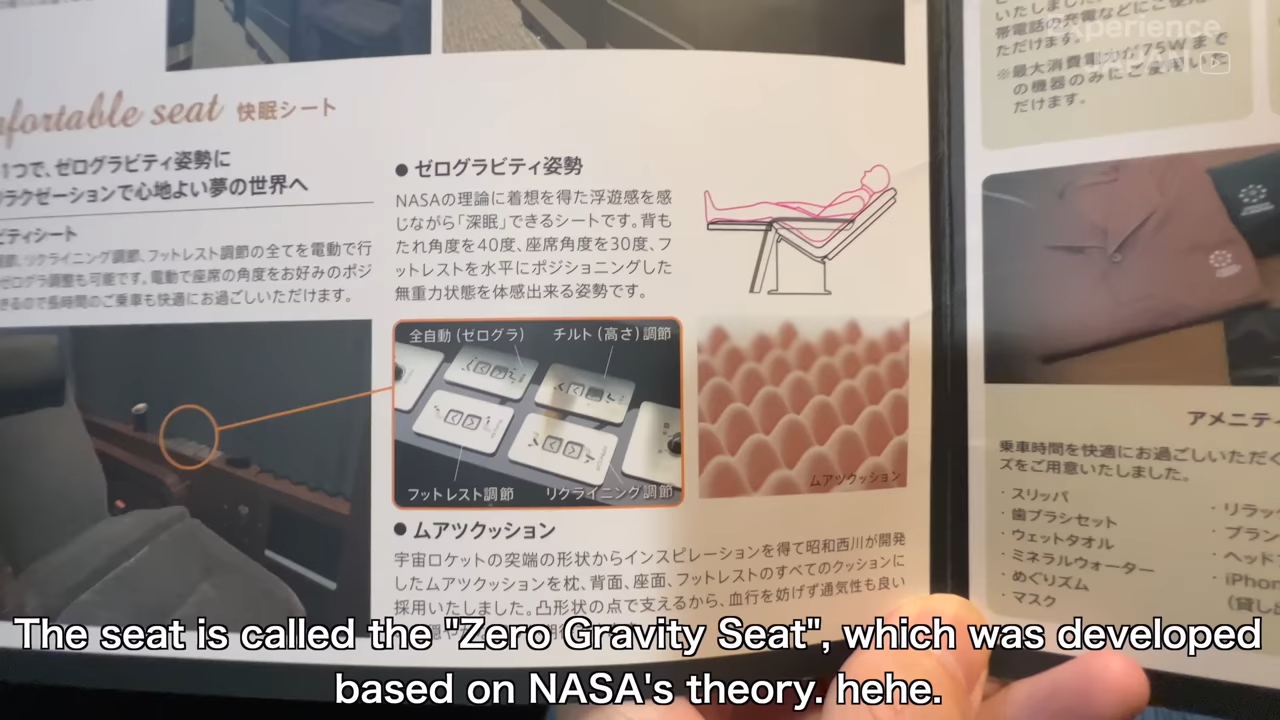 experience
JAPAN
いたしました。
帯電話の充電などにご使用い
ただけます。
※最大消費電力が75Wまで
の機器のみにご使用いた
だけます。
nfortable seat 快眠シート
1つで、ゼログラビティ姿勢に
ラクゼーションで心地よい夢の世界へ
ビティシート
調節、リクライニング調節、フットレスト調節の全てを電動で行
ゼログラ調整も可能です。電動で座席の角度をお好みのポジ
きるので長時間のご乗車も快適にお過ごしいただけます。
● ゼログラビティ姿勢
NASAの理論に着想を得た浮遊感を感
じながら「深眠」できるシートです。背も
たれ角度を40度、座席角度を30度、フ
ットレストを水平にポジショニングした
無重力状態を体感出来る姿勢です。
全自動(ゼログラ) チルト(高さ)調節
フットレスト調節 リクライニング調節
ムアツクッション
● ムアツクッション
宇宙ロケットの突端の形状からインスピレーションを得て昭和西川が開発
したムアツクッションを枕、背面、座面、フットレストのすべてのクッションに
採用いたしました。凸形状の点で支えるから、血行を妨げず通気性も良い
アメニテ
乗車時間を快適にお過ごしいただく
ズをご用意いたしました。
・スリッパ
・歯ブラシセット
・ウェットタオル
・ミネラルウォーター
・めぐりズム
・マスク
・リラッ
・ブラン
・ヘッド
・iPhon
(貸し
The seat is called the "Zero Gravity Seat", which was developed
based on NASA's theory. hehe.